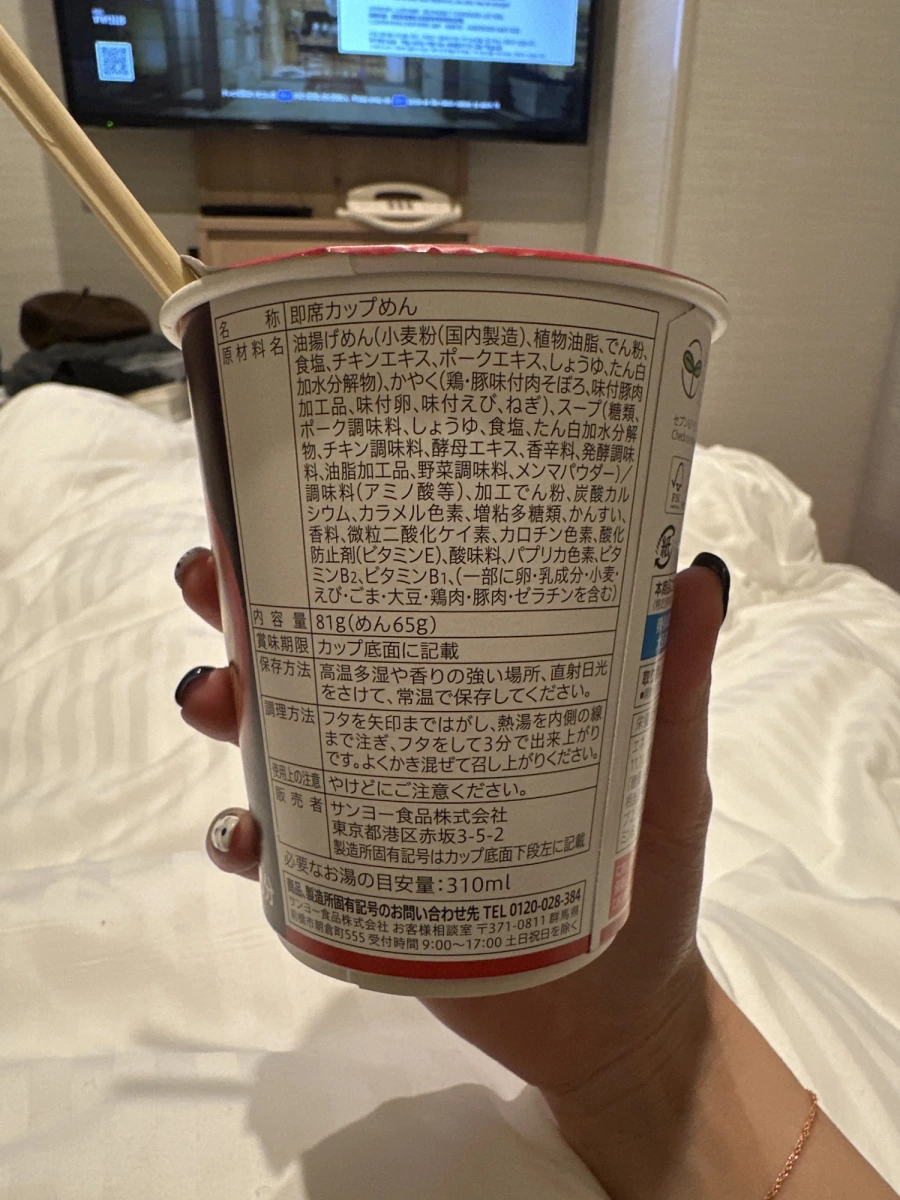 名称 即席カップめん
原材料名 油揚げめん(小麦粉(国内製造)、植物油脂、でん粉、
食塩、チキンエキス、ポークエキス、しょうゆ、たん白
加水分解物)、かやく(鶏・豚味付肉そぼろ、味付豚肉
加工品、味付卵、味付えび、ねぎ)、スープ(糖類、
ポーク調味料、しょうゆ、食塩、たん白加水分解
物、チキン調味料、酵母エキス、香辛料、発酵調味
料、油脂加工品、野菜調味料、メンマパウダー)/
調味料(アミノ酸等)、加工でん粉、炭酸カル
シウム、カラメル色素、増粘多糖類、かんすい、
香料、微粒二酸化ケイ素、カロチン色素、酸化
防止剤(ビタミンE)、酸味料、パプリカ色素、ビタ
ミンB2、ビタミンB1、(一部に卵・乳成分・小麦・
えび・ごま・大豆・鶏肉・豚肉・ゼラチンを含む)
内容量 81g(めん65g)
賞味期限 カップ底面に記載
保存方法 高温多湿や香りの強い場所、直射日光
をさけて、常温で保存してください。
調理方法 フタを矢印まではがし、熱湯を内側の線
まで注ぎ、フタをして3分で出来上がり
です。よくかき混ぜて召し上がりください。
使用上の注意 やけどにご注意ください。
販売者 サンヨー食品株式会社
東京都港区赤坂3-5-2
製造所固有記号はカップ底面下段左に記載
必要なお湯の目安量:310ml
商品、製造所固有記号のお問い合わせ先 TEL 0120-028-384
サンヨー食品株式会社 お客様相談室 〒371-0811 群馬県
前橋市朝倉町555 受付時間 9:00〜17:00 土日祝日を除く
FSC
紙